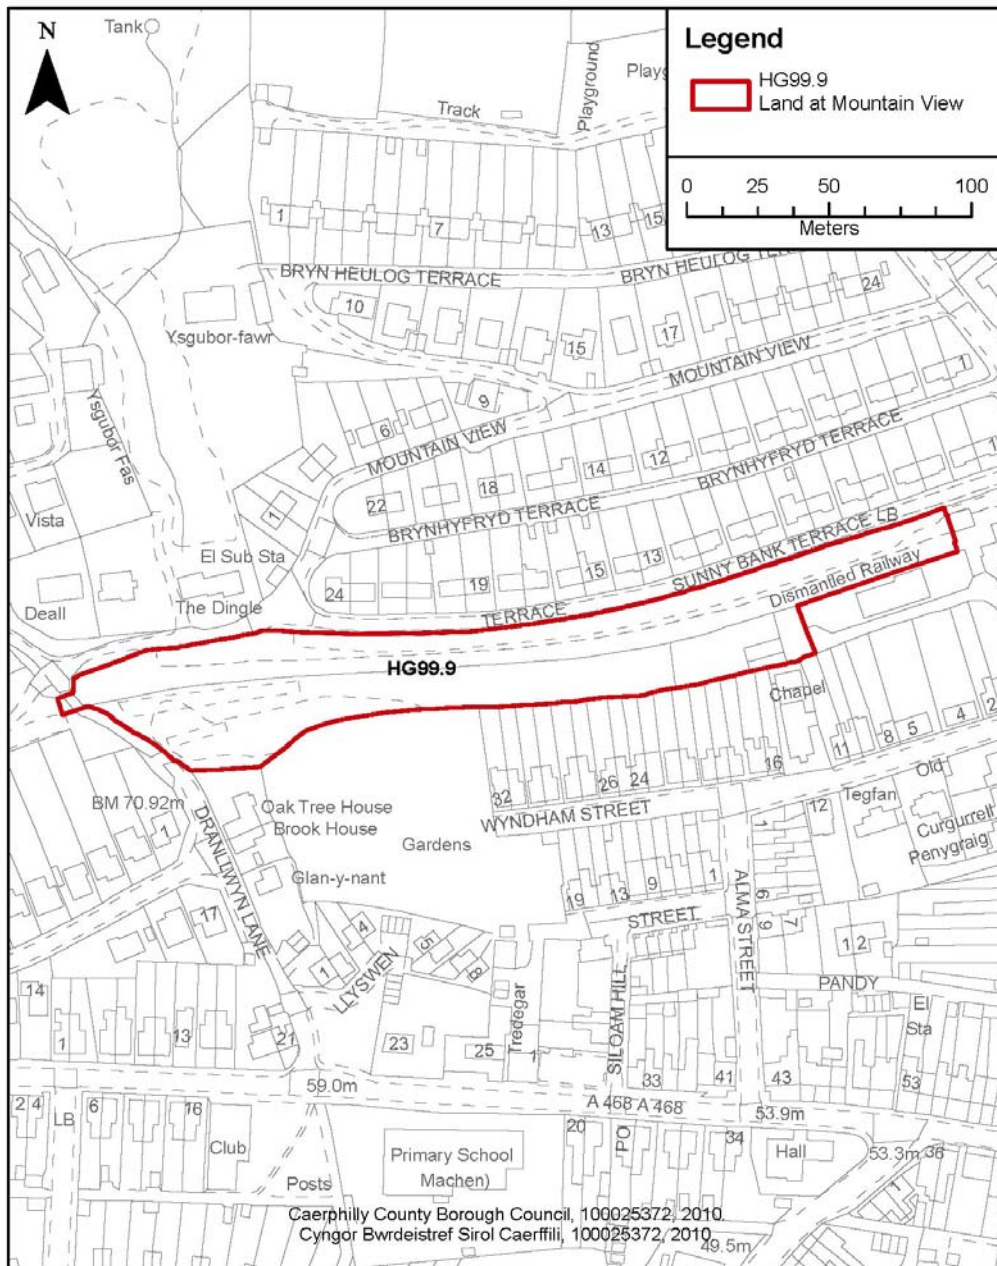 N
Tank
Legend
HG99.9
Land at Mountain View
0 25 50 100
Meters
Playground
Track
1
7
13
15
BRYN HEULOG TERRACE
BRYN HEULOG
10
24
Ysgubor-fawr
15
17
MOUNTAIN VIEW
1
9
6
MOUNTAIN VIEW
Ysgubor Fas
12
14
18
22
BRYNHYFRYD TERRACE
BRYNHYFRYD TERRACE
Vista
1
El Sub Sta
SUNNY BANK TERRACE LB
13
15
19
24
TERRACE
The Dingle
Deall
Dismantled Railway
HG99.9
Chapel
4
5
8
11
16
24
26
32
Oak Tree House
Brook House
BM 70.92m
1
WYNDHAM STREET
Old
Tegfan
12
Curgurrell
Penygraig
Gardens
DRANLLWYN LANE
Glan-y-nant
17
19
13
9
1
1
6
9
7
ALMA STREET
STREET
4
5
8
1
LLYSWEN
1 2
PANDY
El
Sta
14
13
1
21
23
25
Tredegar
1
SILOAM HILL
33
41
43
53
59.0m
A 468 A 468
53.9m
2 4
LB
6
16
Club
Posts
Primary School
Machen)
20
PO
34
Hall
53.3m 36
1
49.5m
Caerphilly County Borough Council, 100025372, 2010.
Cyngor Bwrdeistref Sirol Caerffili, 100025372, 2010